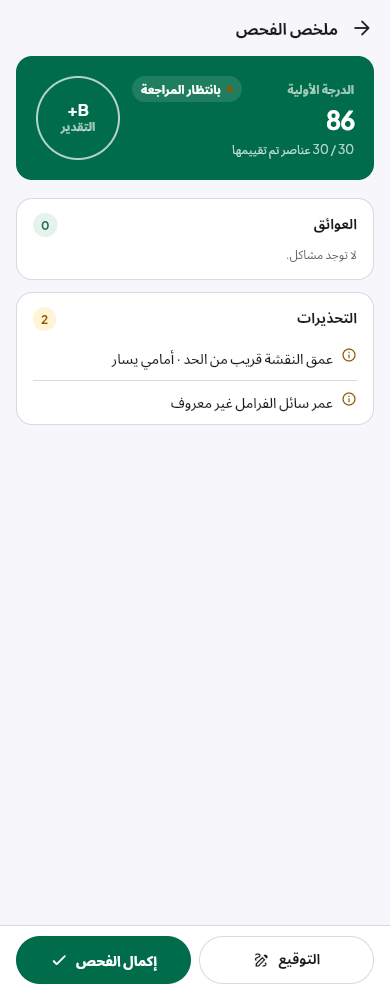 ملخص الفحص
الدرجة الأولية
بانتظار المراجعة
86
30 / 30 عناصر تم تقييمها
B+
التقدير
العوائق
0
لا توجد مشاكل.
التحذيرات
2
عمق النقشة قريب من الحد · أمامي يسار
عمر سائل الفرامل غير معروف
التوقيع
إكمال الفحص